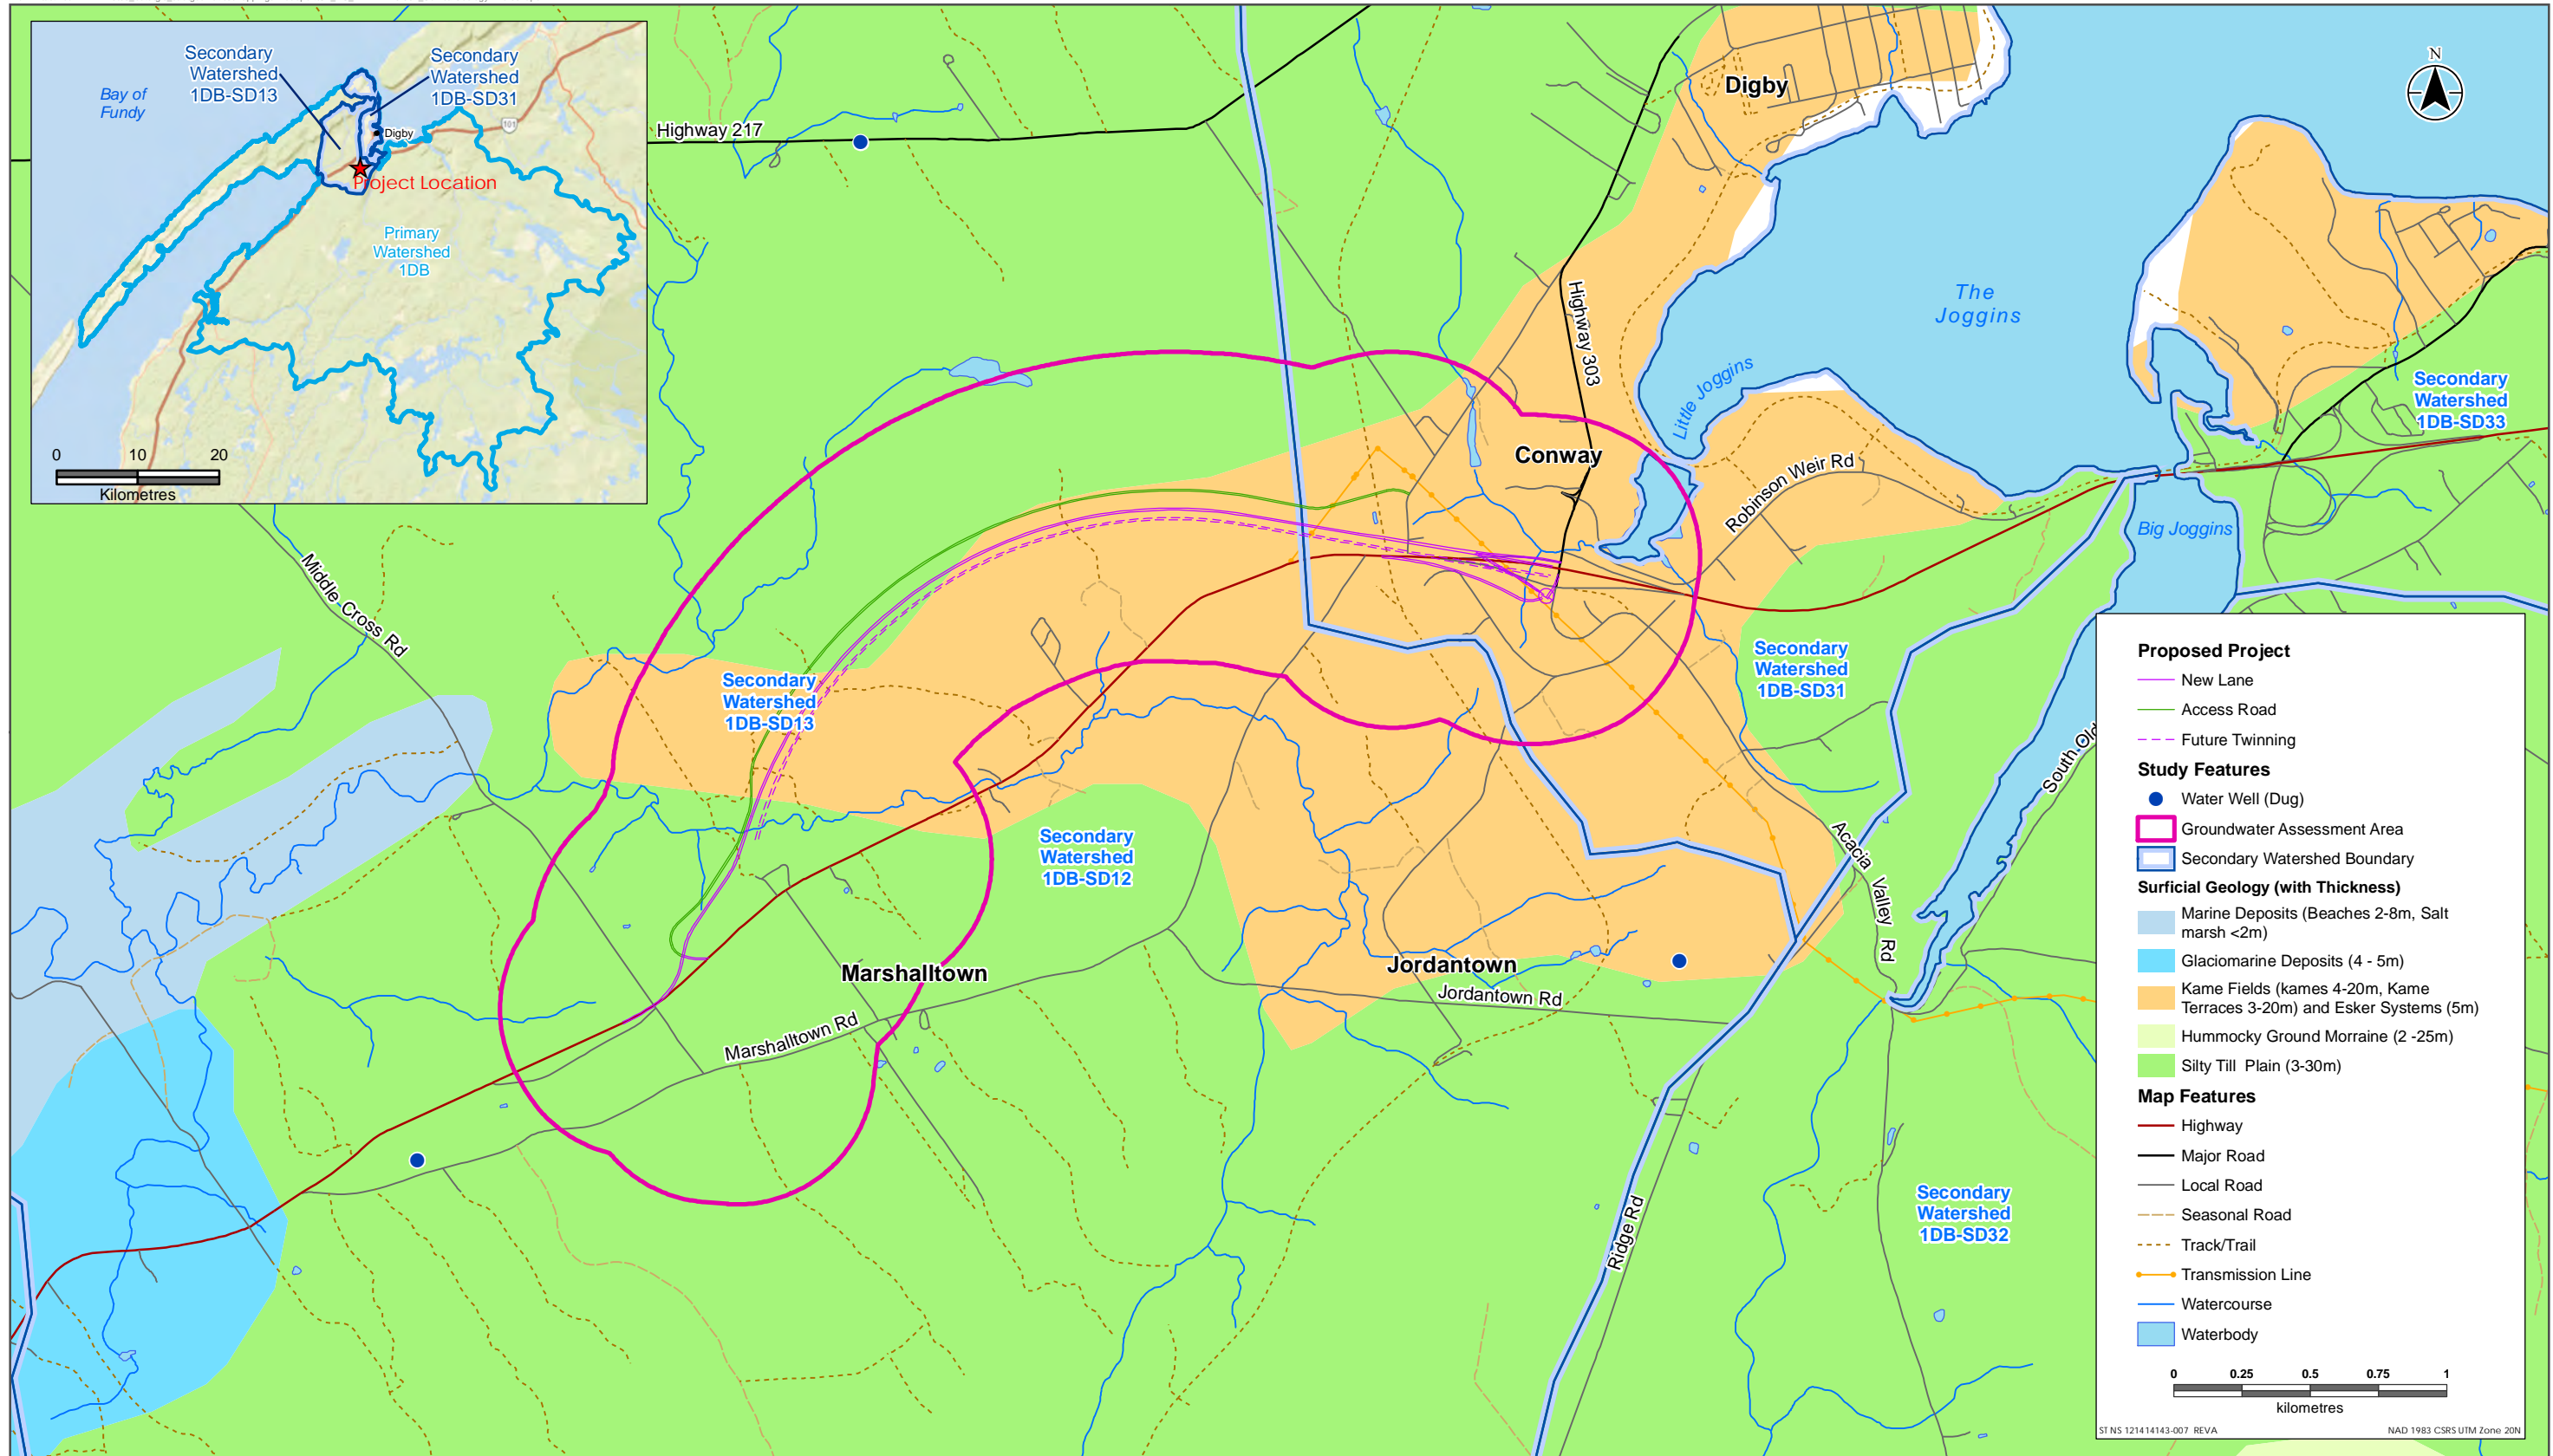 Secondary
Watershed
1DB-SD13
Secondary
Watershed
1DB-SD31
Bay of
Fundy
Digby
101
Project Location
Primary
Watershed
1DB
0 10 20
Kilometres
Highway 217
Digby
N
Highway 303
The
Joggins
Little Joggins
Conway
Robinson Weir Rd
Secondary
Watershed
1DB-SD33
Big Joggins
Middle Cross Rd
Secondary
Watershed
1DB-SD13
Secondary
Watershed
1DB-SD31
South Old
Secondary
Watershed
1DB-SD12
Acacia Valley Rd
Marshalltown
Jordantown
Jordantown Rd
Marshalltown Rd
Ridge Rd
Secondary
Watershed
1DB-SD32
Proposed Project
New Lane
Access Road
Future Twinning
Study Features
Water Well (Dug)
Groundwater Assessment Area
Secondary Watershed Boundary
Surficial Geology (with Thickness)
Marine Deposits (Beaches 2-8m, Salt
marsh <2m)
Glaciomarine Deposits (4 - 5m)
Kame Fields (kames 4-20m, Kame
Terraces 3-20m) and Esker Systems (5m)
Hummocky Ground Morraine (2 -25m)
Silty Till Plain (3-30m)
Map Features
Highway
Major Road
Local Road
Seasonal Road
Track/Trail
Transmission Line
Watercourse
Waterbody
0 0.25 0.5 0.75 1
kilometres
ST NS 121414143-007 REVA NAD 1983 CSRS UTM Zone 20N